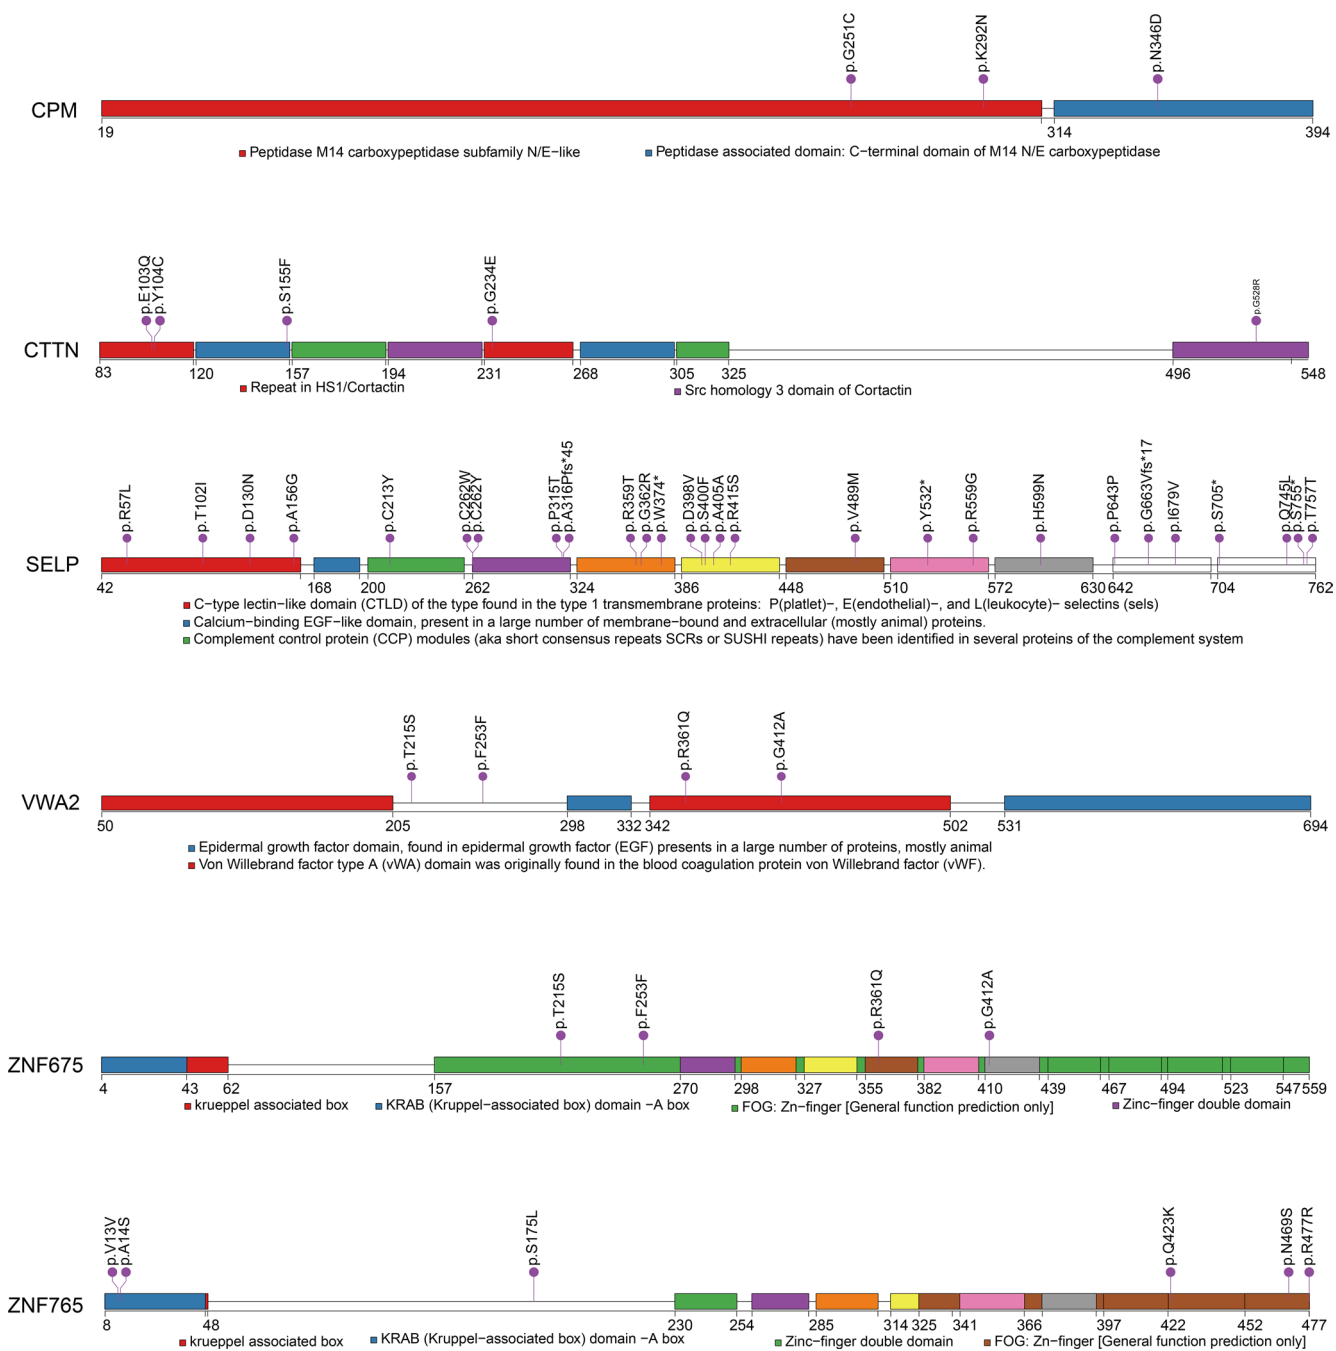 p.G251C p.K292N p.N346D
CPM
19 314 394
Peptidase M14 carboxypeptidase subfamily N/E−like Peptidase associated domain: C−terminal domain of M14 N/E carboxypeptidase
p.E103Q p.Y104C p.S155F p.G234E p.G528R
CTTN
83 120 157 194 231 268 305 325 496 548
Repeat in HS1/Cortactin Src homology 3 domain of Cortactin
p.R57L p.T102I p.D130N p.A156G p.C213Y p.C262W p.C262Y p.P315T p.A316Pfs*45 p.R359T p.G362R p.W374* p.D398V p.S400F p.A405A p.R415S p.V489M p.Y532* p.R559G p.H599N p.P643P p.G663Vfs*17 p.I679V p.S705* p.Q745L p.S755* p.T757T
SELP
42 168 200 262 324 386 448 510 572 630 642 704 762
C−type lectin−like domain (CTLD) of the type found in the type 1 transmembrane proteins: P(platlet)−, E(endothelial)−, and L(leukocyte)− selectins (sels)
Calcium−binding EGF−like domain, present in a large number of membrane−bound and extracellular (mostly animal) proteins.
Complement control protein (CCP) modules (aka short consensus repeats SCRs or SUSHI repeats) have been identified in several proteins of the complement system
p.T215S p.F253F p.R361Q p.G412A
VWA2
50 205 298 332 342 502 531 694
Epidermal growth factor domain, found in epidermal growth factor (EGF) presents in a large number of proteins, mostly animal
Von Willebrand factor type A (vWA) domain was originally found in the blood coagulation protein von Willebrand factor (vWF).
p.T215S p.F253F p.R361Q p.G412A
ZNF675
4 43 62 157 270 298 327 355 382 410 439 467 494 523 547 559
krueppel associated box KRAB (Kruppel−associated box) domain −A box FOG: Zn−finger [General function prediction only] Zinc−finger double domain
p.V13V p.A14S p.S175L p.Q423K p.N469S p.R477R
ZNF765
8 48 230 254 285 314 325 341 366 397 422 452 477
krueppel associated box KRAB (Kruppel−associated box) domain −A box Zinc−finger double domain FOG: Zn−finger [General function prediction only]